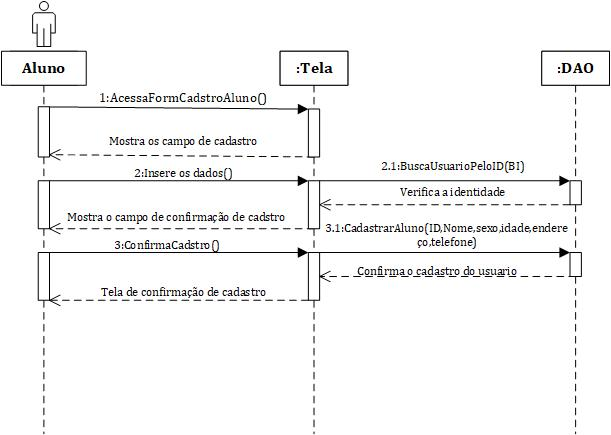 Aluno
:Tela
:DAO
1:AcessaFormCadstroAluno()
Mostra os campo de cadastro
2:Insere os dados()
2.1:BuscaUsuarioPeloID(BI)
Verifica a identidade
Mostra o campo de confirmação de cadstro
3.1:CadastrarAluno(ID,Nome,sexo,idade,endere
ço,telefone)
3:ConfirmaCadstro()
Confirma o cadastro do usuario
Tela de confirmação de cadastro